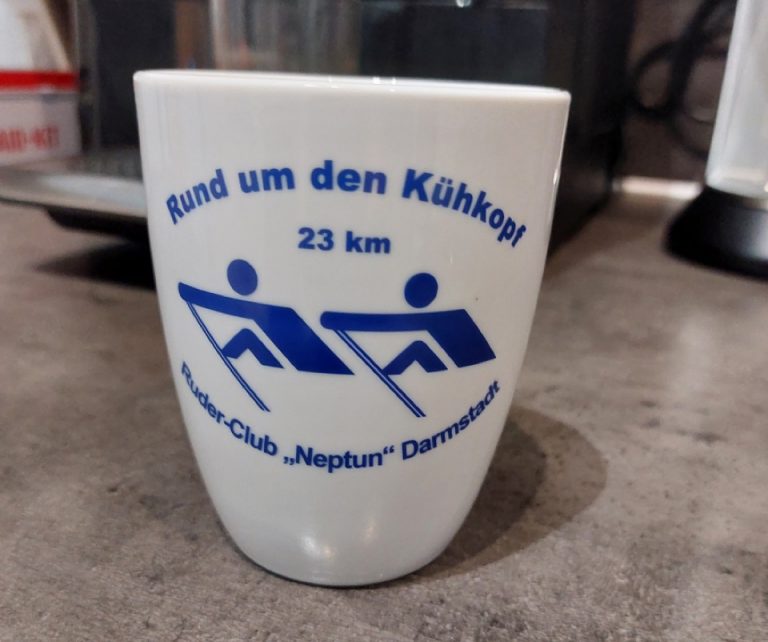 Rund um den Kühkopf
23 km
Ruder-Club „Neptun“ Darmstadt